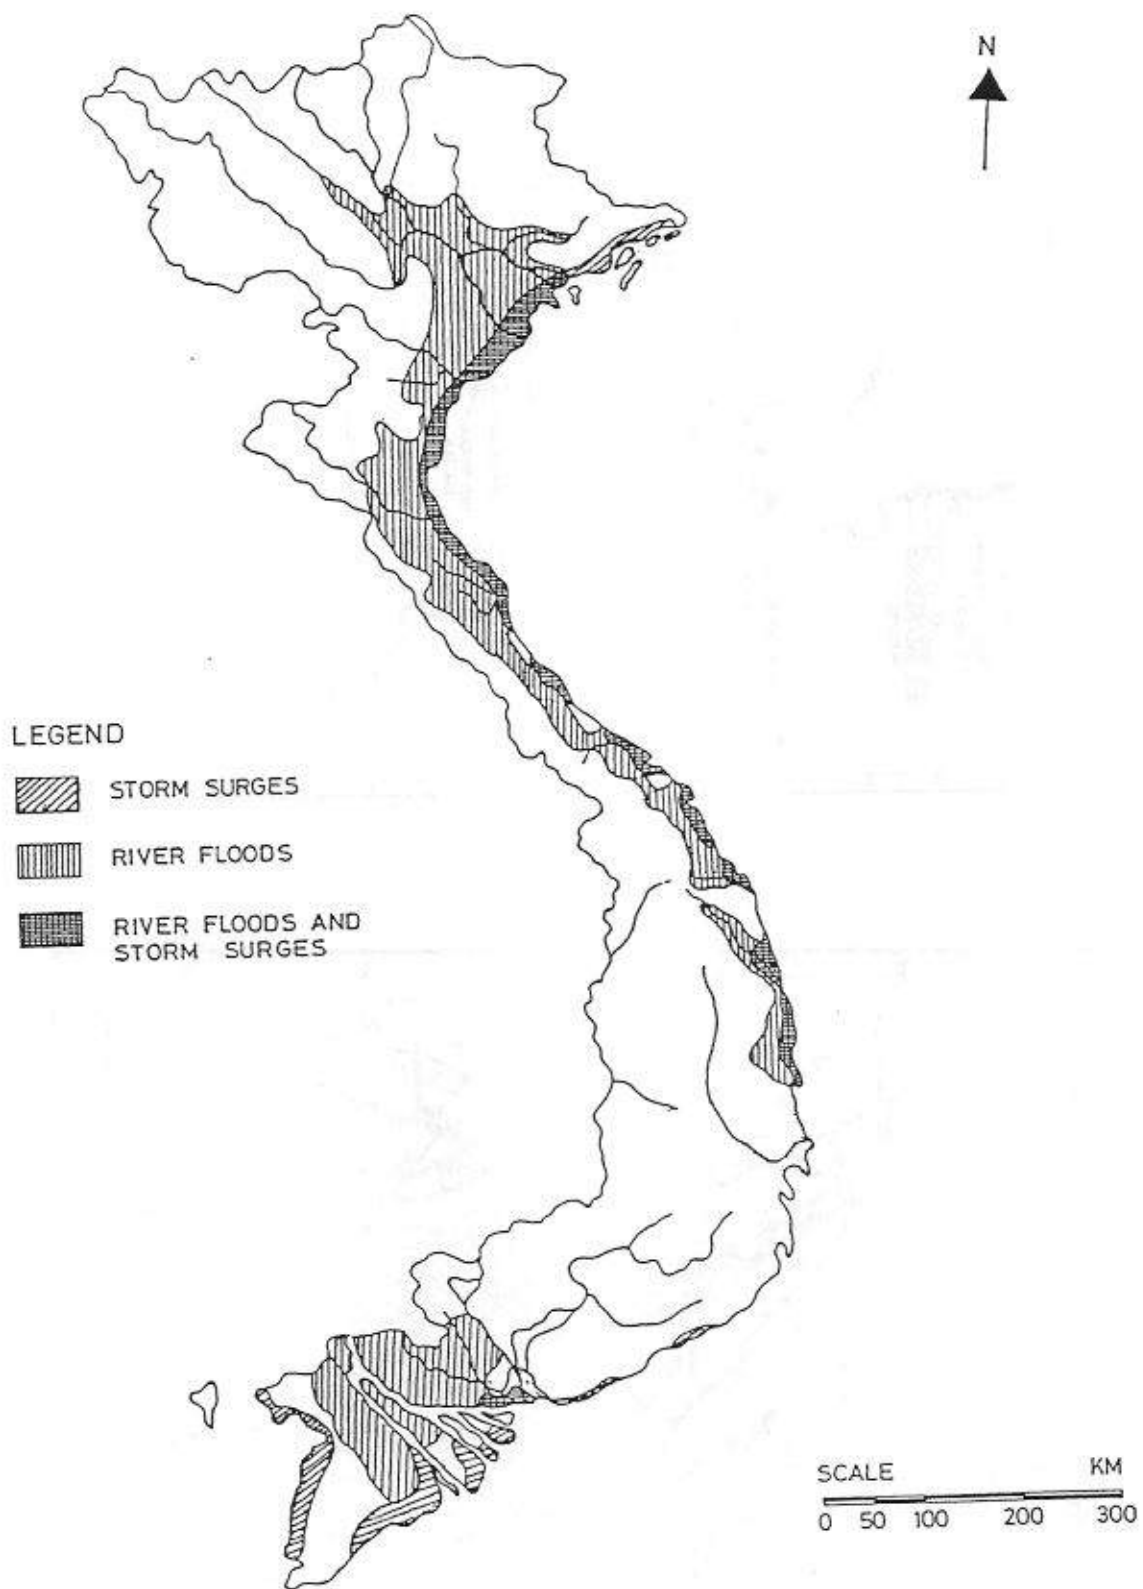 N
LEGEND
STORM SURGES
RIVER FLOODS
RIVER FLOODS AND
STORM SURGES
SCALE KM
0 50 100 200 300